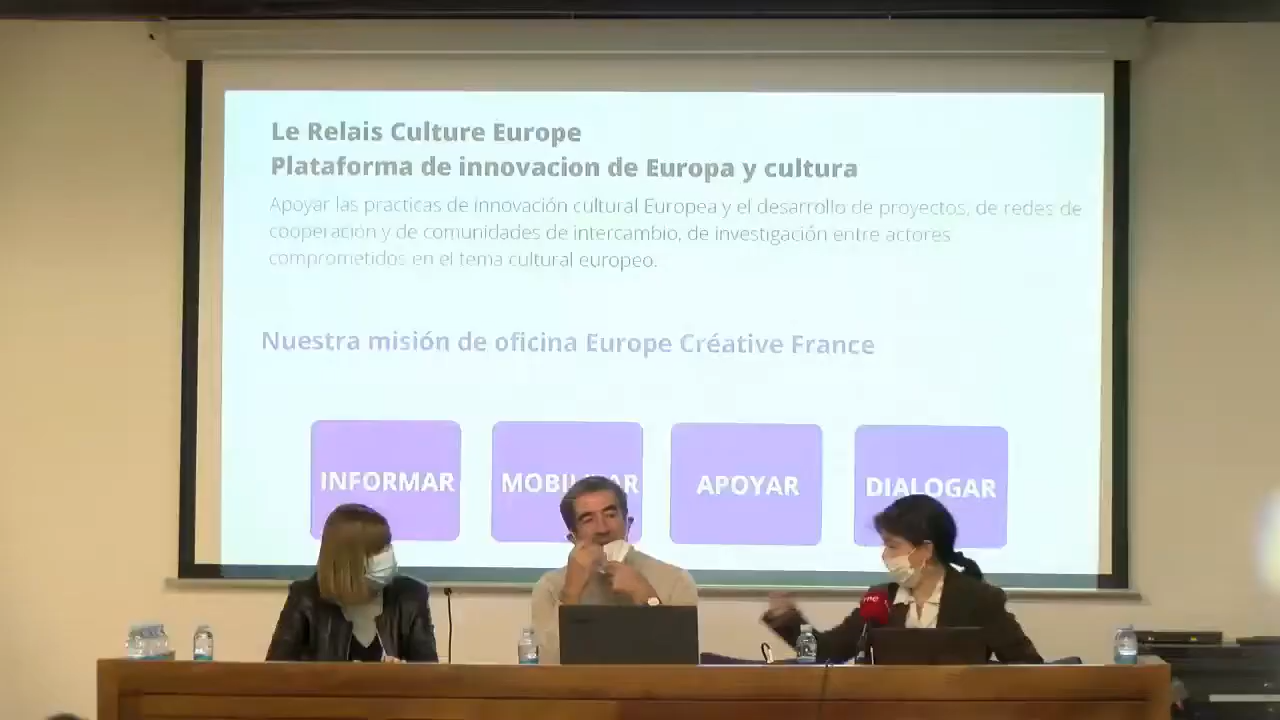 Le Relais Culture Europe
Plataforma de innovacion de Europa y cultura
Apoyar las practicas de innovación cultural Europea y el desarrollo de proyectos, de redes de
cooperacion y de comunidades de intercambio, de investigación entre actores
comprometidos en el tema cultural europeo.
Nuestra misión de oficina Europe Créative France
INFORMAR
APOYAR
DIALOGAR
rne